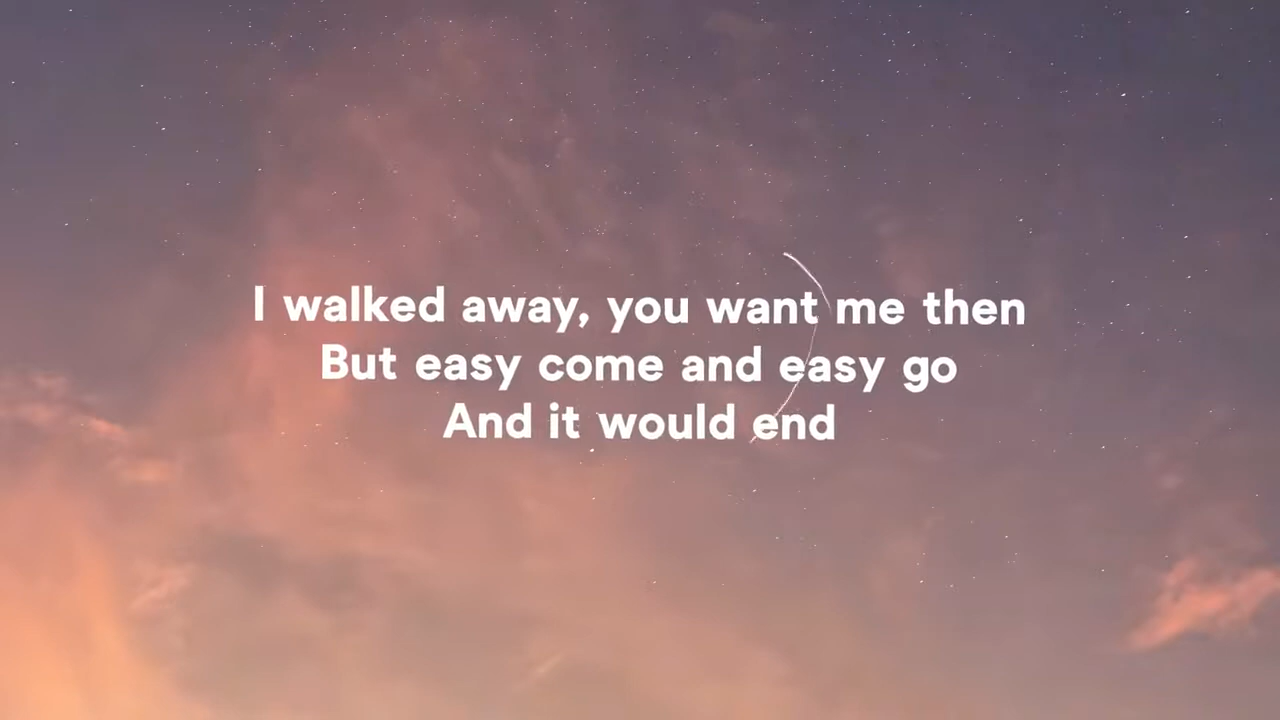 I walked away, you want me then
But easy come and easy go
And it would end